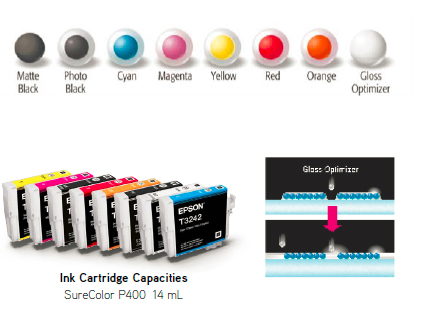 Matte Black
Photo Black
Cyan
Magenta
Yellow
Red
Orange
Gloss Optimizer
EPSON
T3242
Gloss Optimizer
Ink Cartridge Capacities
SureColor P400 14 mL